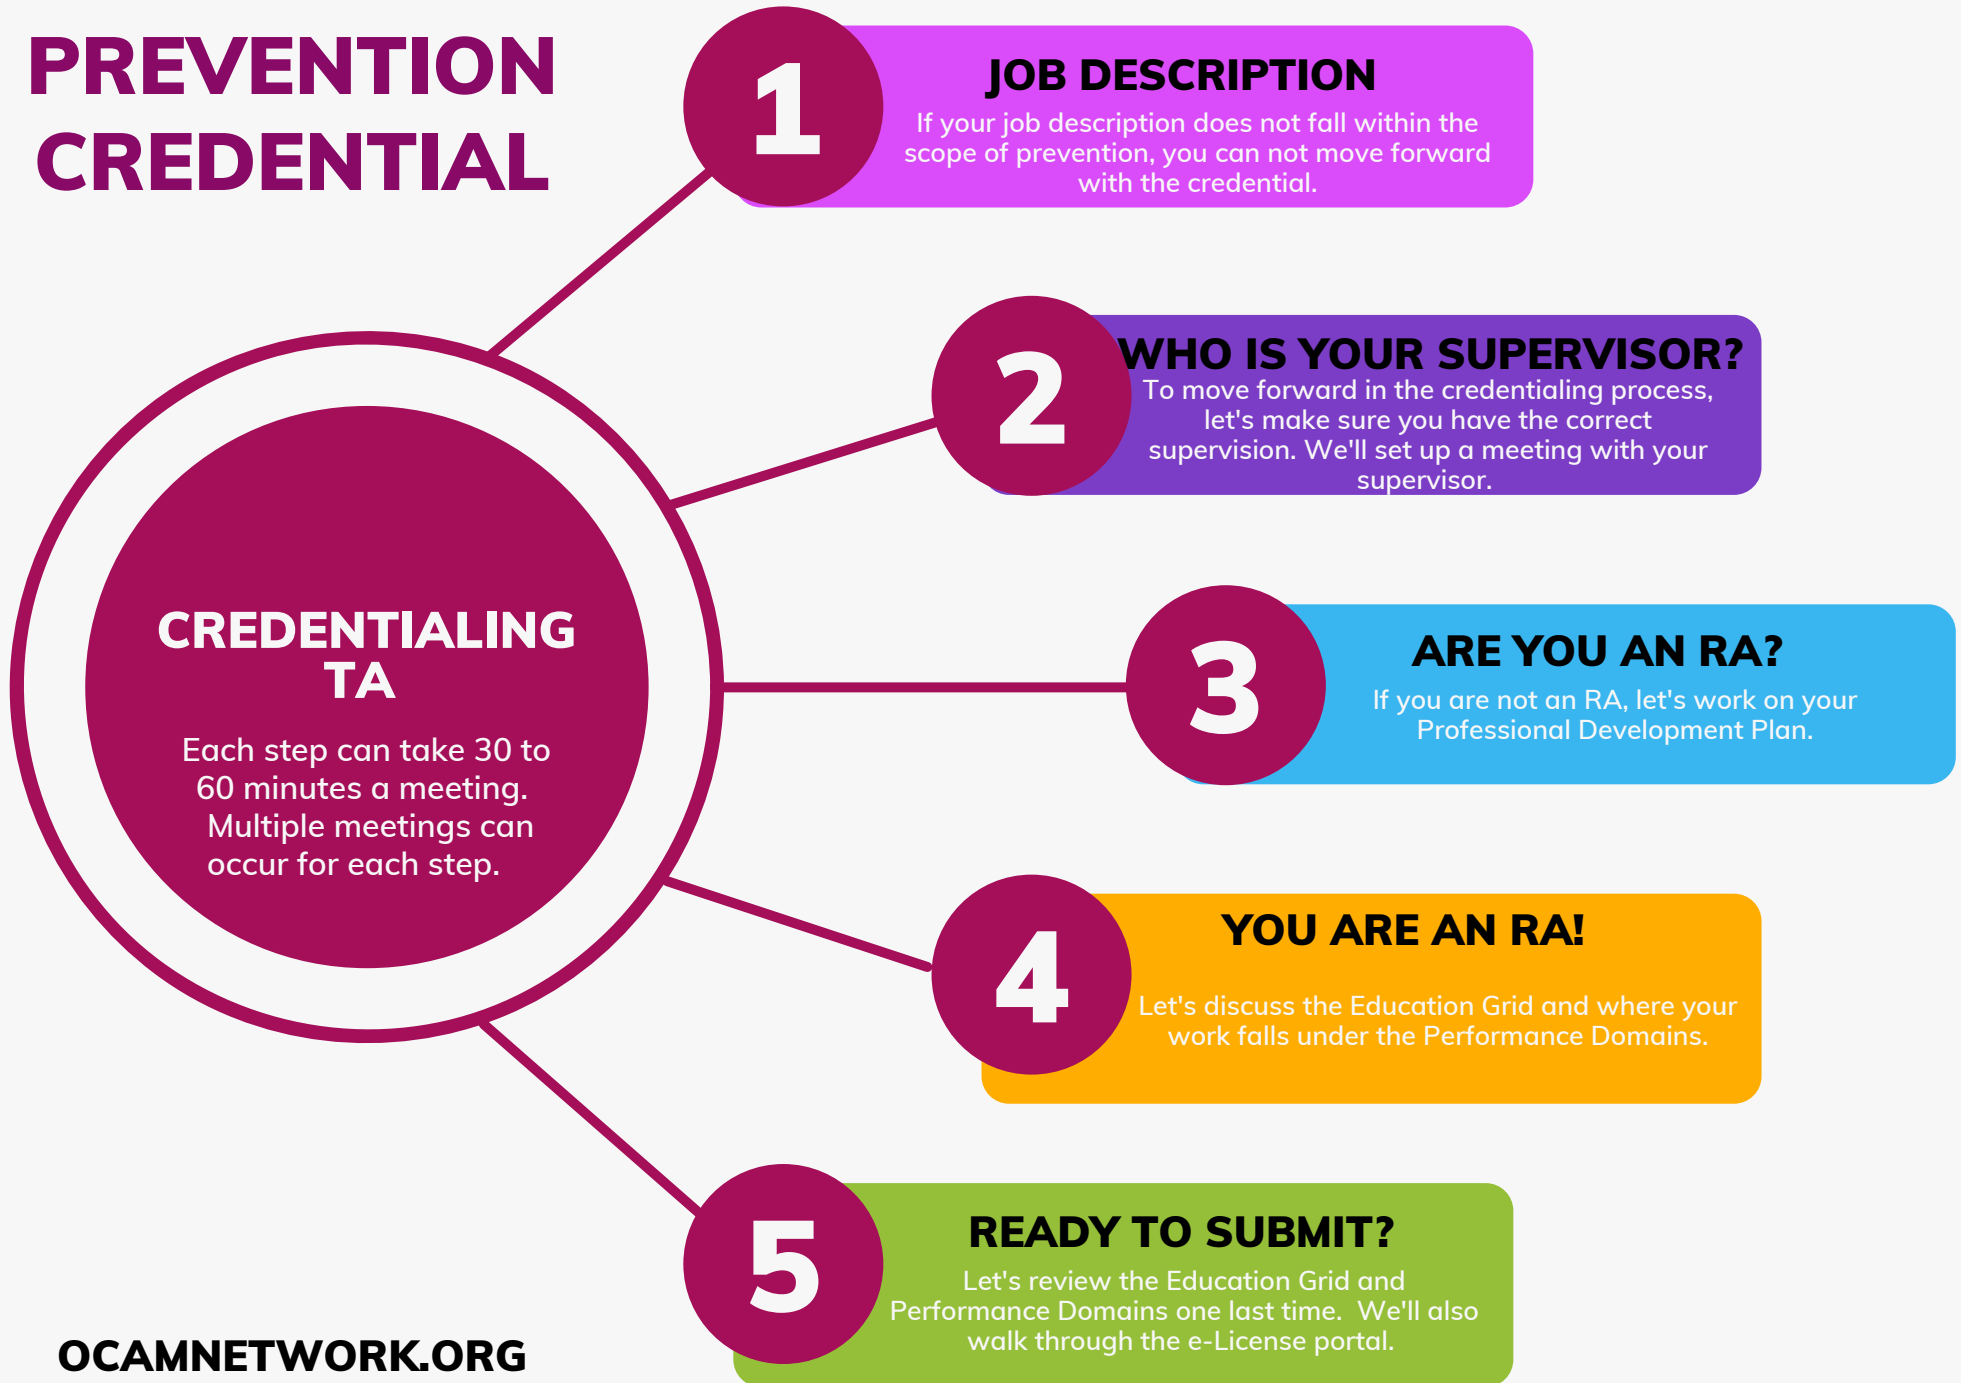 PREVENTION
CREDENTIAL
1
JOB DESCRIPTION
If your job description does not fall within the
scope of prevention, you can not move forward
with the credential.
2
WHO IS YOUR SUPERVISOR?
To move forward in the credentialing process,
let's make sure you have the correct
supervision. We'll set up a meeting with your
supervisor.
CREDENTIALING
TA
Each step can take 30 to
60 minutes a meeting.
Multiple meetings can
occur for each step.
3
ARE YOU AN RA?
If you are not an RA, let's work on your
Professional Development Plan.
4
YOU ARE AN RA!
Let's discuss the Education Grid and where your
work falls under the Performance Domains.
5
READY TO SUBMIT?
Let's review the Education Grid and
Performance Domains one last time.  We'll also
walk through the e-License portal.
OCAMNETWORK.ORG